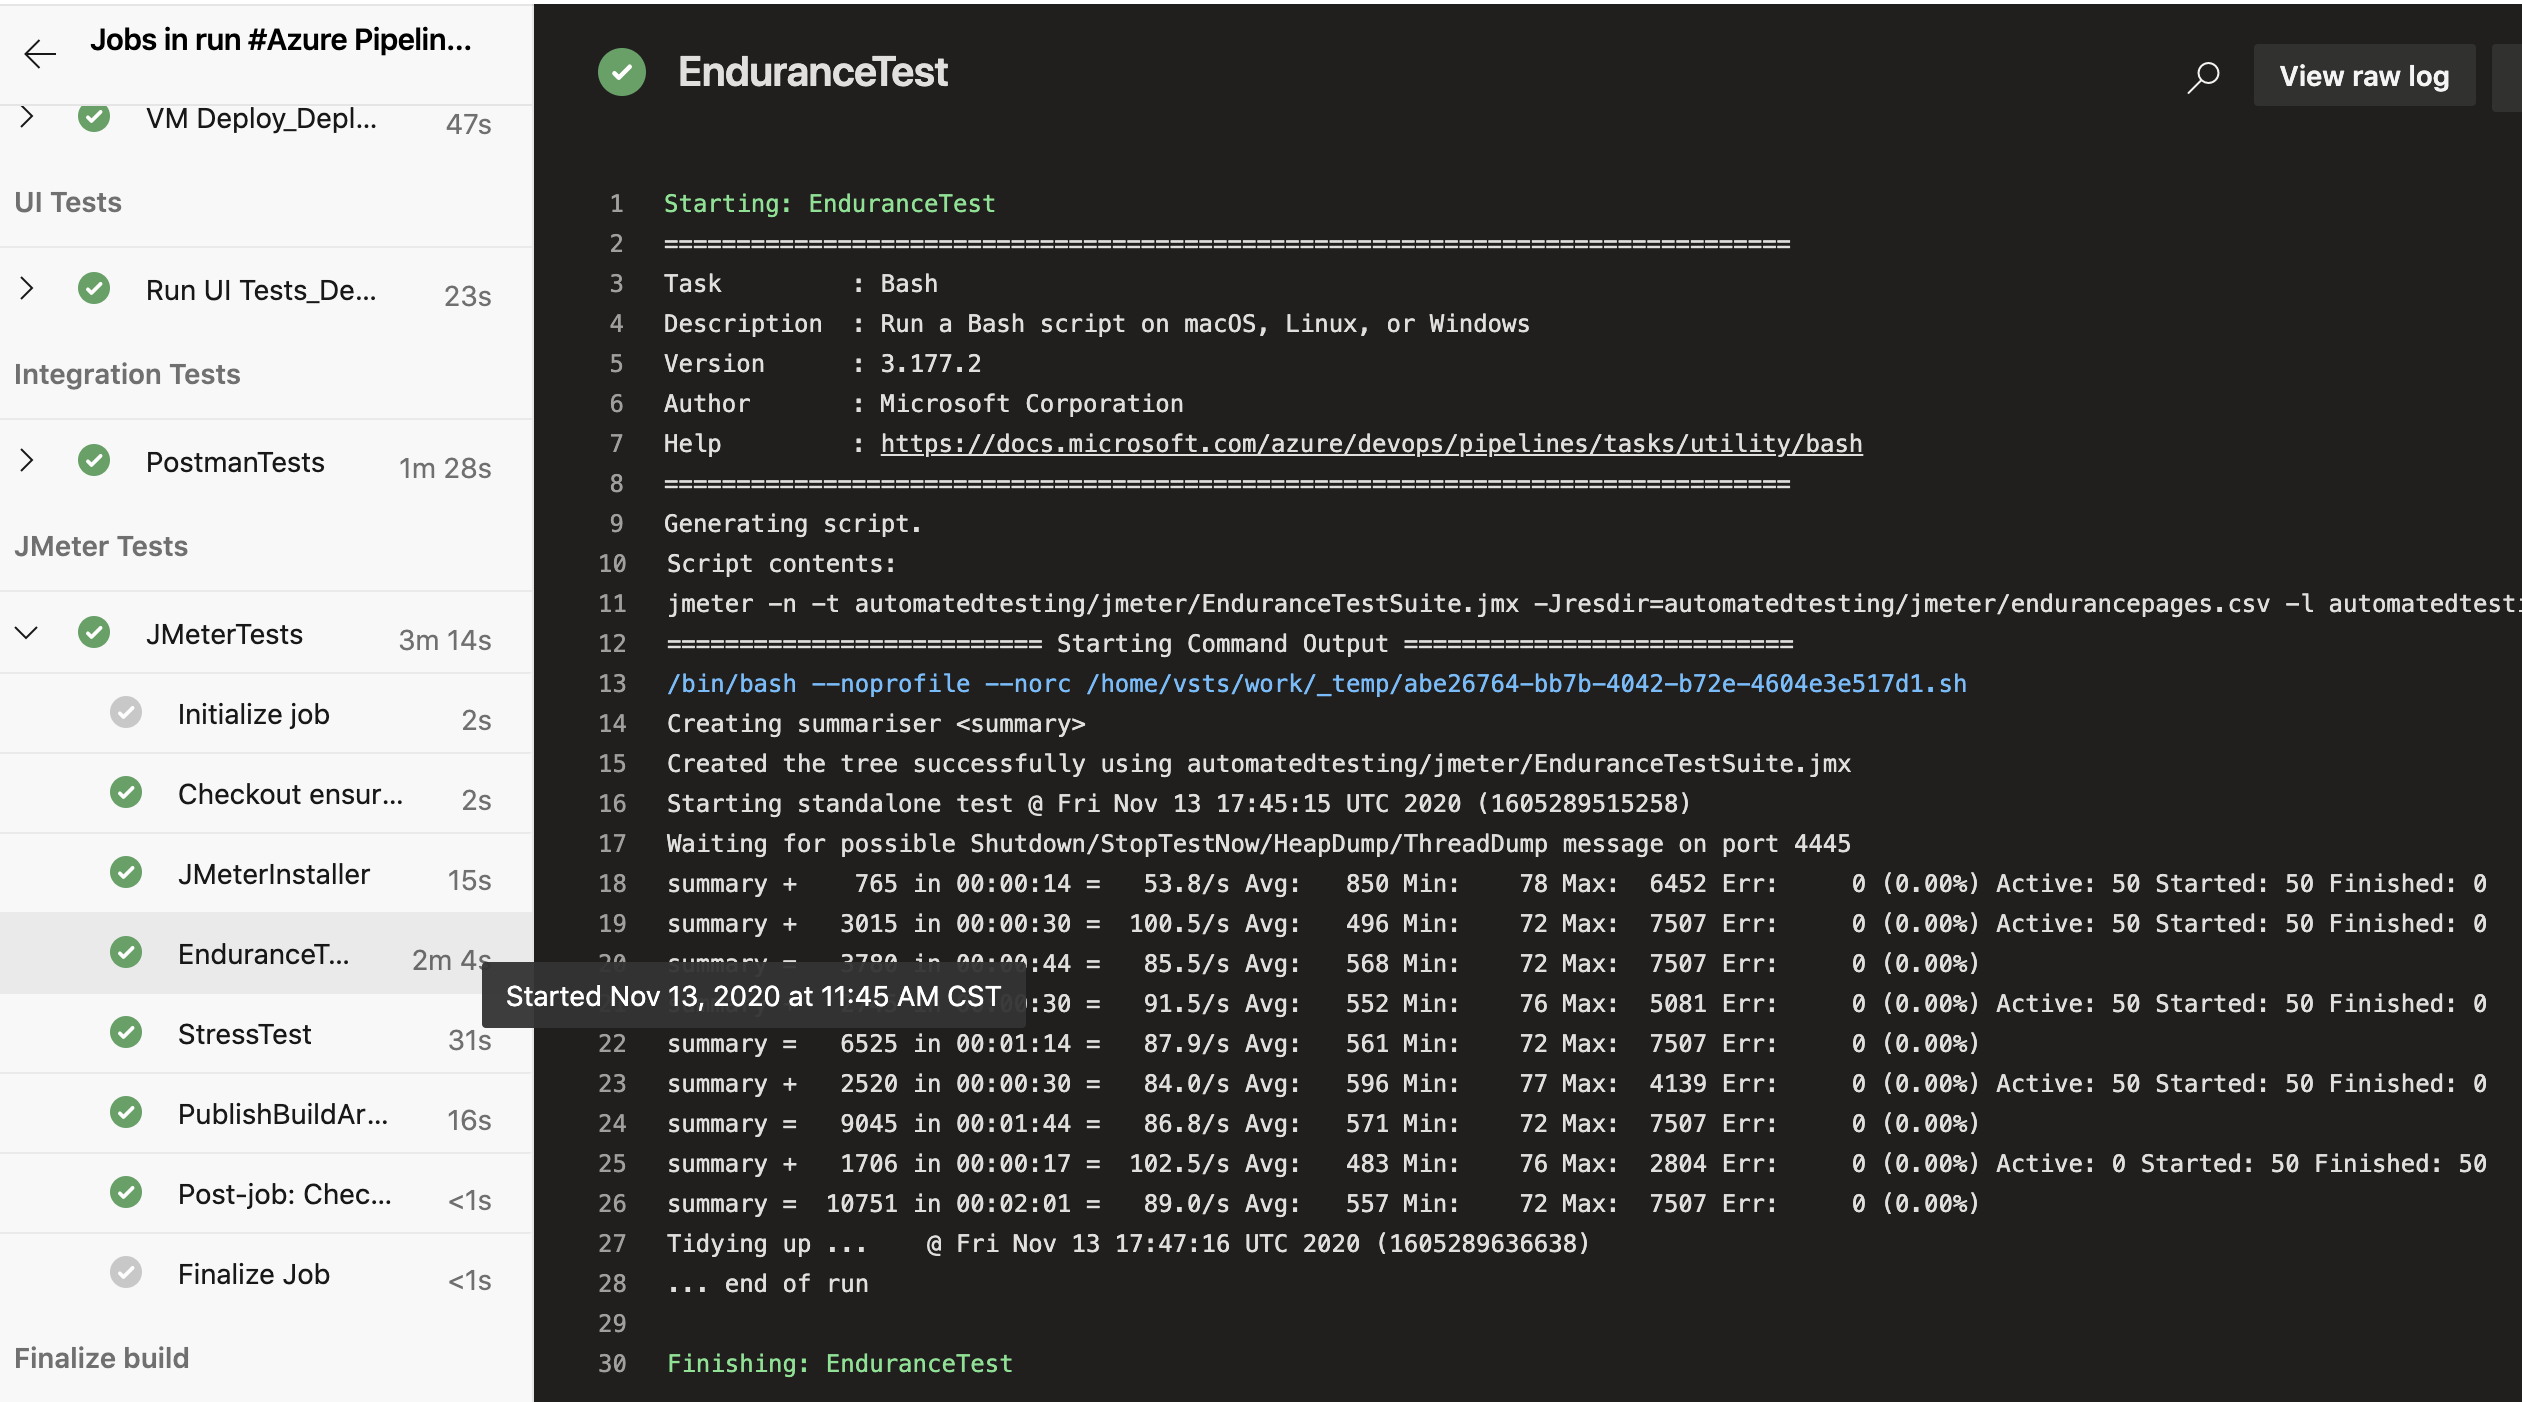 Jobs in run #Azure Pipelin...
VM Deploy_Depl... 47s
UI Tests
Run UI Tests_De... 23s
Integration Tests
PostmanTests 1m 28s
JMeter Tests
JMeterTests 3m 14s
Initialize job 2s
Checkout ensur... 2s
JMeterInstaller 15s
EnduranceT... 2m 4s
Started Nov 13, 2020 at 11:45 AM CST
StressTest 31s
PublishBuildAr... 16s
Post-job: Chec... <1s
Finalize Job <1s
Finalize build
EnduranceTest
View raw log
1 Starting: EnduranceTest
2 ==============================================================================
3 Task : Bash
4 Description : Run a Bash script on macOS, Linux, or Windows
5 Version : 3.177.2
6 Author : Microsoft Corporation
7 Help : https://docs.microsoft.com/azure/devops/pipelines/tasks/utility/bash
8 ==============================================================================
9 Generating script.
10 Script contents:
11 jmeter -n -t automatedtesting/jmeter/EnduranceTestSuite.jmx -Jresdir=automatedtesting/jmeter/endurancepages.csv -l automatedtesti
12 ========================== Starting Command Output ===========================
13 /bin/bash --noprofile --norc /home/vsts/work/_temp/abe26764-bb7b-4042-b72e-4604e3e517d1.sh
14 Creating summariser <summary>
15 Created the tree successfully using automatedtesting/jmeter/EnduranceTestSuite.jmx
16 Starting standalone test @ Fri Nov 13 17:45:15 UTC 2020 (1605289515258)
17 Waiting for possible Shutdown/StopTestNow/HeapDump/ThreadDump message on port 4445
18 summary + 765 in 00:00:14 = 53.8/s Avg: 850 Min: 78 Max: 6452 Err: 0 (0.00%) Active: 50 Started: 50 Finished: 0
19 summary + 3015 in 00:00:30 = 100.5/s Avg: 496 Min: 72 Max: 7507 Err: 0 (0.00%) Active: 50 Started: 50 Finished: 0
20 summary = 3780 in 00:00:44 = 85.5/s Avg: 568 Min: 72 Max: 7507 Err: 0 (0.00%)
:30 = 91.5/s Avg: 552 Min: 76 Max: 5081 Err: 0 (0.00%) Active: 50 Started: 50 Finished: 0
22 summary = 6525 in 00:01:14 = 87.9/s Avg: 561 Min: 72 Max: 7507 Err: 0 (0.00%)
23 summary + 2520 in 00:00:30 = 84.0/s Avg: 596 Min: 77 Max: 4139 Err: 0 (0.00%) Active: 50 Started: 50 Finished: 0
24 summary = 9045 in 00:01:44 = 86.8/s Avg: 571 Min: 72 Max: 7507 Err: 0 (0.00%)
25 summary + 1706 in 00:00:17 = 102.5/s Avg: 483 Min: 76 Max: 2804 Err: 0 (0.00%) Active: 0 Started: 50 Finished: 50
26 summary = 10751 in 00:02:01 = 89.0/s Avg: 557 Min: 72 Max: 7507 Err: 0 (0.00%)
27 Tidying up ... @ Fri Nov 13 17:47:16 UTC 2020 (1605289636638)
28 ... end of run
29
30 Finishing: EnduranceTest